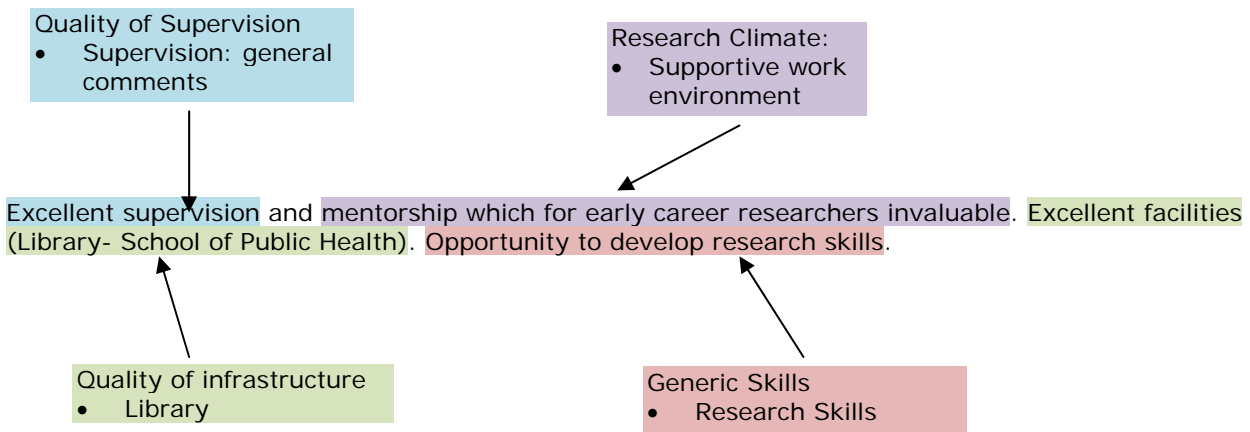 Quality of Supervision
• Supervision: general
comments
Research Climate:
• Supportive work
environment
Excellent supervision and mentorship which for early career researchers invaluable. Excellent facilities
(Library- School of Public Health). Opportunity to develop research skills.
Quality of infrastructure
• Library
Generic Skills
• Research Skills